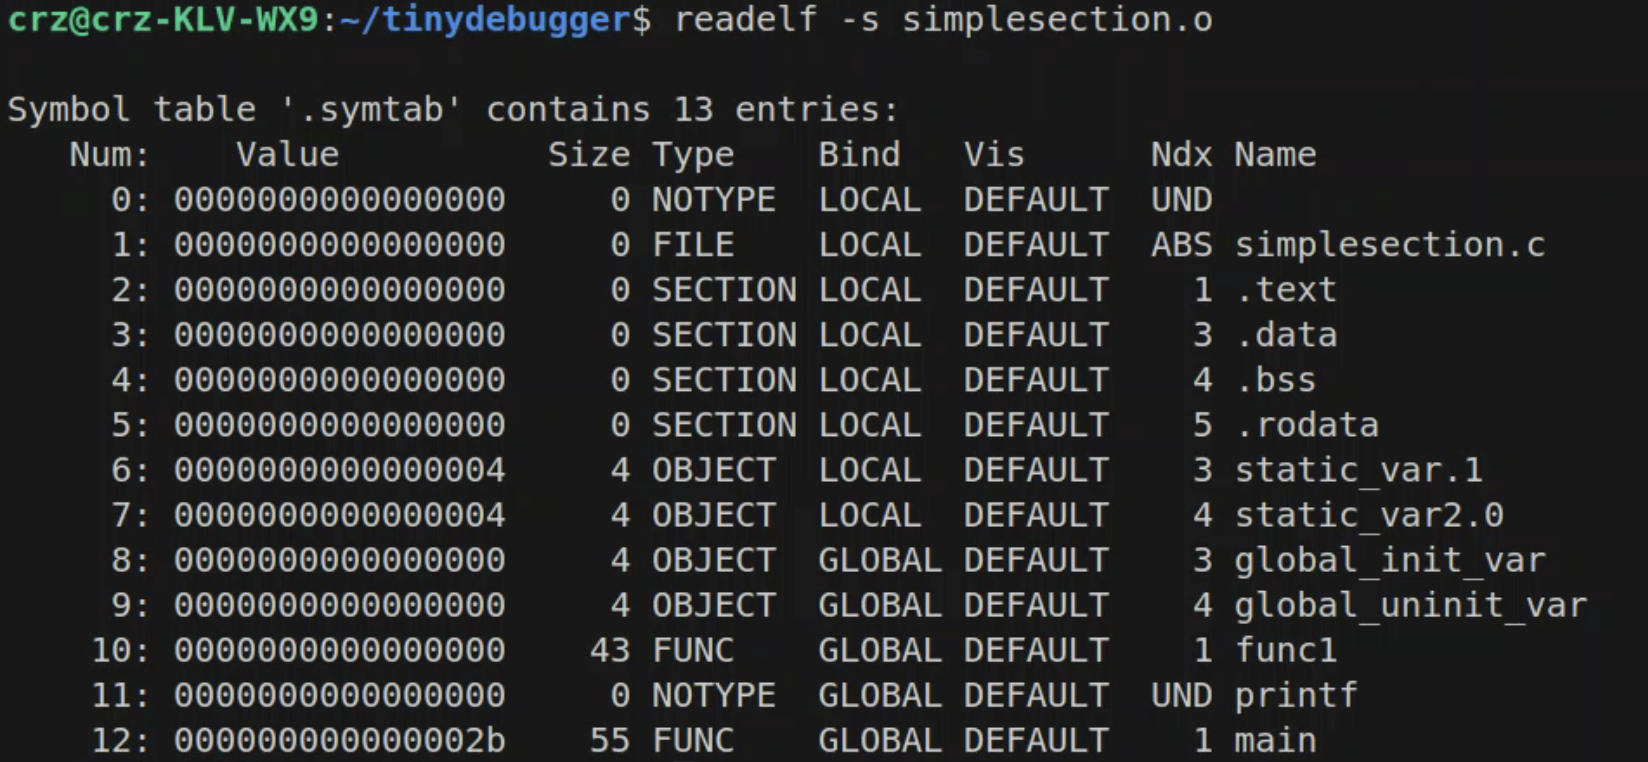 crz@crz-KLV-WX9:~/tinydebugger$ readelf -s simplesection.o
Symbol table '.symtab' contains 13 entries:
   Num:    Value          Size Type    Bind   Vis      Ndx Name
     0: 0000000000000000     0 NOTYPE  LOCAL  DEFAULT  UND
     1: 0000000000000000     0 FILE    LOCAL  DEFAULT  ABS simplesection.c
     2: 0000000000000000     0 SECTION LOCAL  DEFAULT    1 .text
     3: 0000000000000000     0 SECTION LOCAL  DEFAULT    3 .data
     4: 0000000000000000     0 SECTION LOCAL  DEFAULT    4 .bss
     5: 0000000000000000     0 SECTION LOCAL  DEFAULT    5 .rodata
     6: 0000000000000004     4 OBJECT  LOCAL  DEFAULT    3 static_var.1
     7: 0000000000000004     4 OBJECT  LOCAL  DEFAULT    4 static_var2.0
     8: 0000000000000000     4 OBJECT  GLOBAL DEFAULT    3 global_init_var
     9: 0000000000000000     4 OBJECT  GLOBAL DEFAULT    4 global_uninit_var
    10: 0000000000000000    43 FUNC    GLOBAL DEFAULT    1 func1
    11: 0000000000000000     0 NOTYPE  GLOBAL DEFAULT  UND printf
    12: 000000000000002b    55 FUNC    GLOBAL DEFAULT    1 main